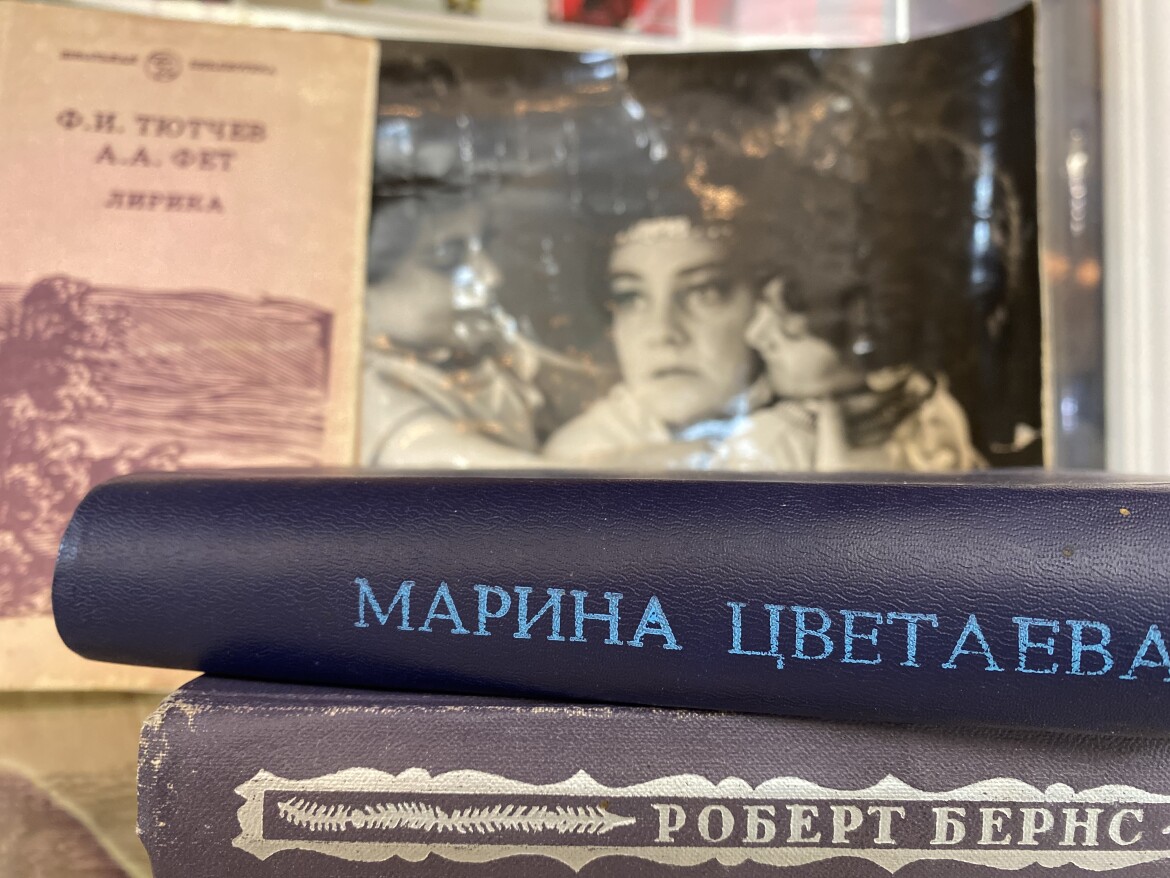 Ф.И. ТЮТЧЕВ
А.А. ФЕТ
ЛИРИКА
МАРИНА ЦВЕТАЕВА
РОБЕРТ БЕРНС